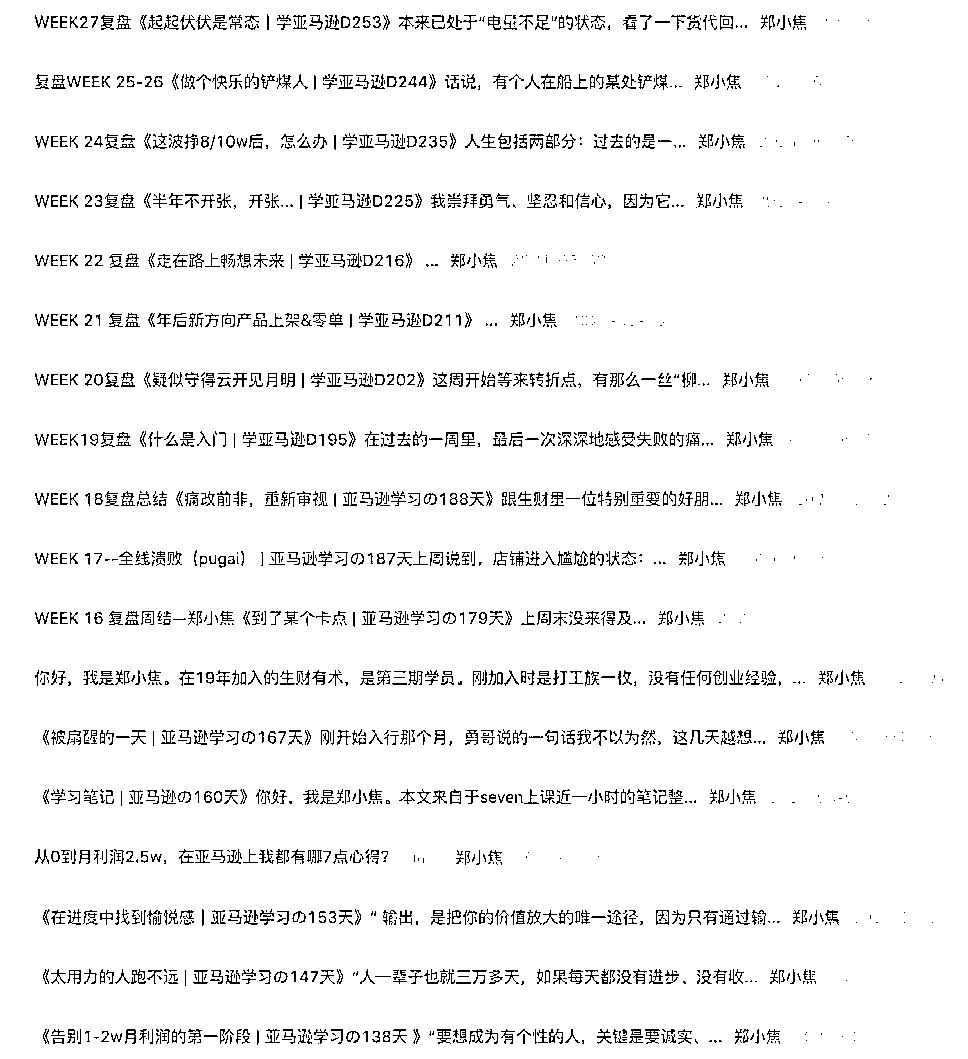 WEEK27复盘《起起伏伏是常态 | 学亚马逊D253》本来已处于“电量不足”的状态，看了一下货代回... 郑小焦
复盘WEEK 25-26《做个快乐的铲煤人 | 学亚马逊D244》话说，有个人在船上的某处铲煤... 郑小焦
WEEK 24复盘《这波挣8/10w后，怎么办 | 学亚马逊D235》人生包括两部分：过去的是一... 郑小焦
WEEK 23复盘《半年不开张，开张... | 学亚马逊D225》我崇拜勇气、坚忍和信心，因为它... 郑小焦
WEEK 22 复盘《走在路上畅想未来 | 学亚马逊D216》 ... 郑小焦
WEEK 21 复盘《年后新方向产品上架&零单 | 学亚马逊D211》 ... 郑小焦
WEEK 20复盘《疑似守得云开见月明 | 学亚马逊D202》这周开始等来转折点，有那么一丝“柳... 郑小焦
WEEK19复盘《什么是入门 | 学亚马逊D195》在过去的一周里，最后一次深深地感受失败的痛... 郑小焦
WEEK 18复盘总结《痛改前非，重新审视 | 亚马逊学习の188天》跟生财里一位特别重要的好朋... 郑小焦
WEEK 17--全线溃败（pugai） | 亚马逊学习の187天上周说到，店铺进入尴尬的状态： ... 郑小焦
WEEK 16 复盘周结—郑小焦《到了某个卡点 | 亚马逊学习の179天》上周末没来得及... 郑小焦
你好，我是郑小焦。在19年加入的生财有术，是第三期学员。刚加入时是打工族一枚，没有任何创业经验， ... 郑小焦
《被扇醒的一天 | 亚马逊学习の167天》刚开始入行那个月，勇哥说的一句话我不以为然，这几天越想... 郑小焦
《学习笔记 | 亚马逊の160天》你好，我是郑小焦。本文来自于seven上课近一小时的笔记整... 郑小焦
从0到月利润2.5w，在亚马逊上我都有哪7点心得？ 郑小焦
《在进度中找到愉悦感 | 亚马逊学习の153天》“ 输出，是把你的价值放大的唯一途径，因为只有通过输... 郑小焦
《太用力的人跑不远 | 亚马逊学习の147天》“人一辈子也就三万多天，如果每天都没有进步、没有收... 郑小焦
《告别1-2w月利润的第一阶段 | 亚马逊学习の138天 》“要想成为有个性的人，关键是要诚实、 ... 郑小焦